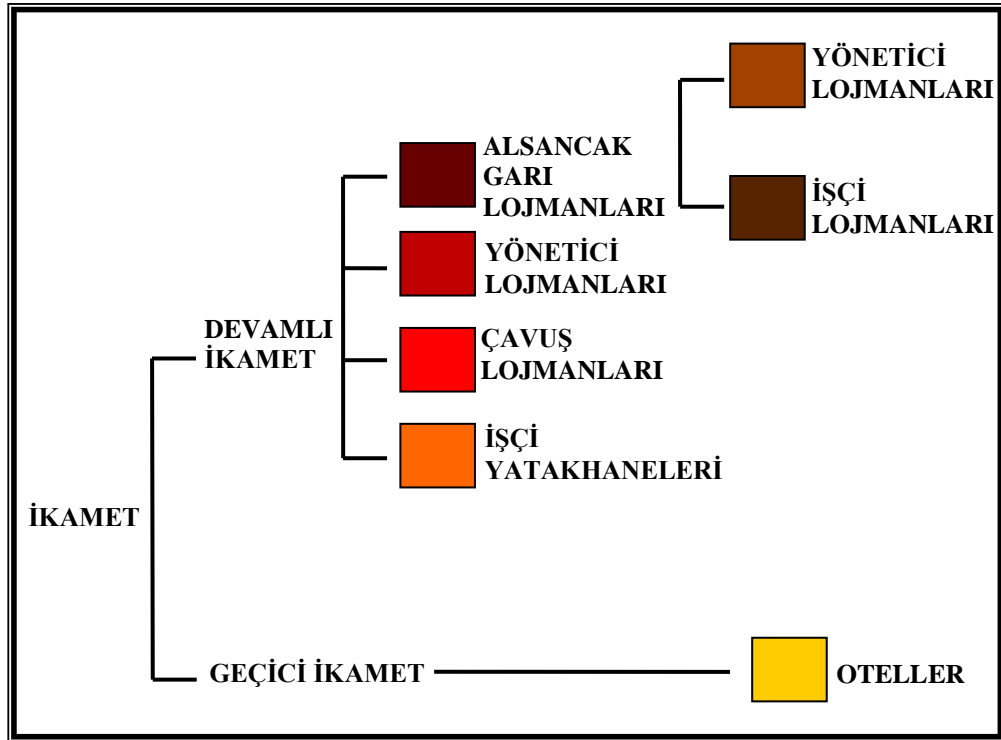 YÖNETİCİ
LOJMANLARI
ALSANCAK
GARI
LOJMANLARI
İŞÇİ
LOJMANLARI
YÖNETİCİ
LOJMANLARI
DEVAMLI
İKAMET
ÇAVUŞ
LOJMANLARI
İŞÇİ
YATAKHANELERİ
İKAMET
GEÇİCİ İKAMET
OTELLER